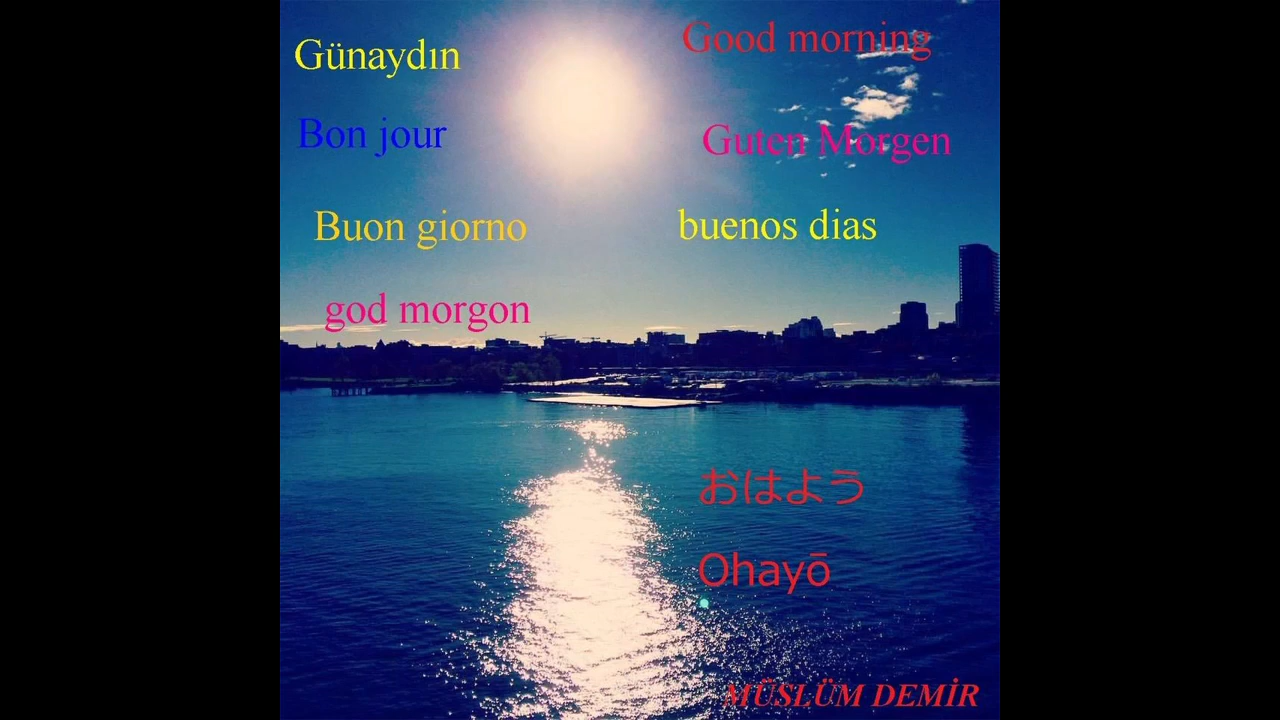 Günaydın
Good morning
Bon jour
Guten Morgen
Buon giorno
buenos dias
god morgon
おはよう
Ohayō
MÜSLÜM DEMİR